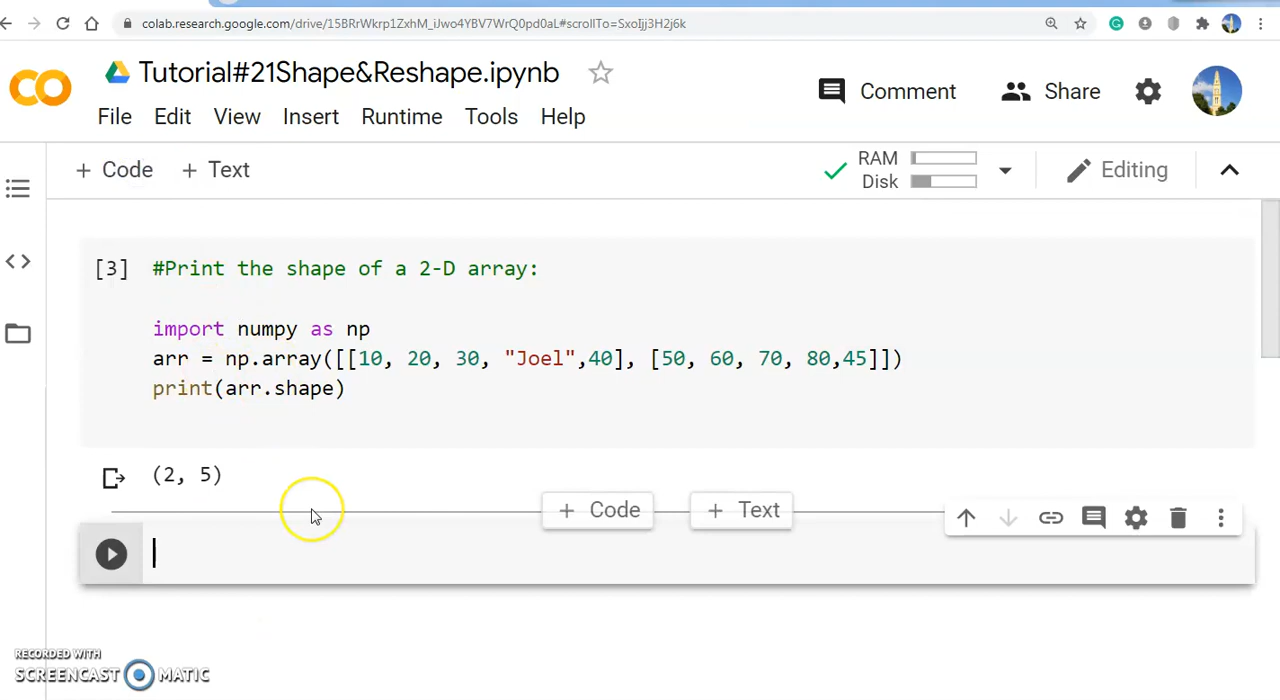 colab.research.google.com/drive/15BRrWkrp1ZxhM_iJwo4YBV7WrQ0pd0aL#scrollTo=SxoIjj3H2j6k
Tutorial#21Shape&Reshape.ipynb
Comment
Share
File Edit View Insert Runtime Tools Help
+ Code + Text
RAM
Disk
Editing
[3] #Print the shape of a 2-D array:
import numpy as np
arr = np.array([[10, 20, 30, "Joel",40], [50, 60, 70, 80,45]])
print(arr.shape)
(2, 5)
+ Code + Text
RECORDED WITH
SCREENCAST MATIC